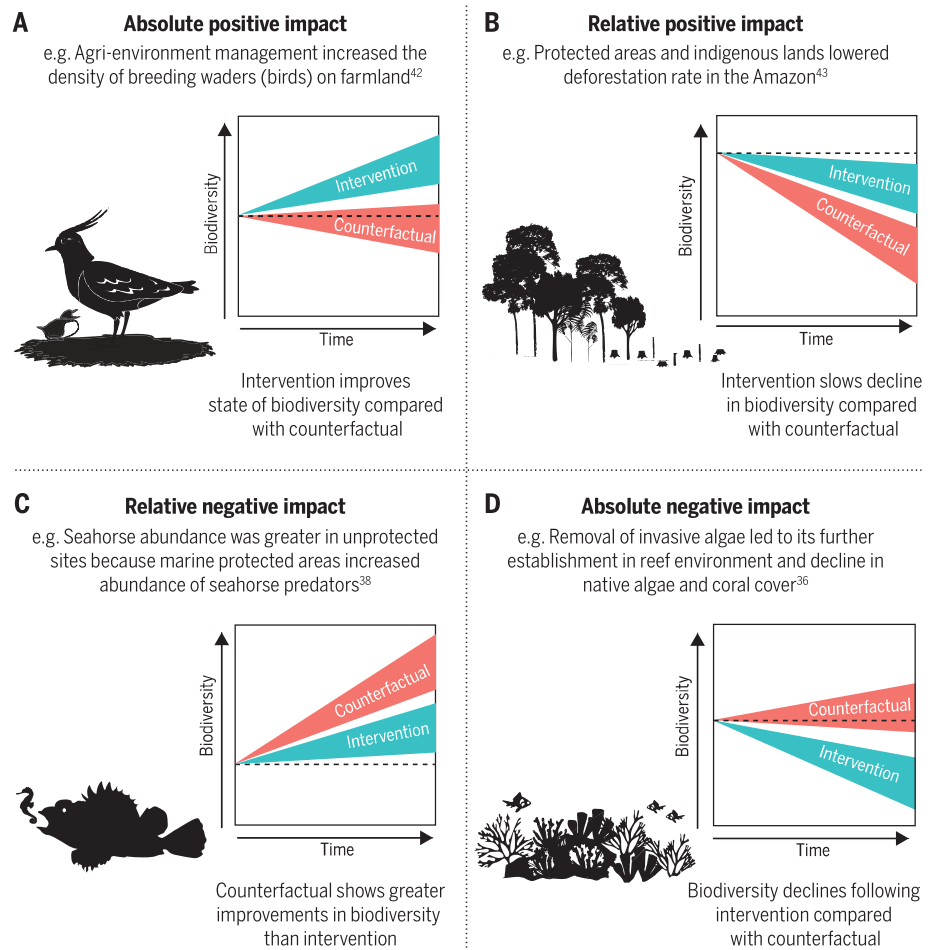 A
Absolute positive impact
e.g. Agri-environment management increased the
density of breeding waders (birds) on farmland42
Biodiversity
Intervention
Counterfactual
Time
Intervention improves
state of biodiversity compared
with counterfactual
B
Relative positive impact
e.g. Protected areas and indigenous lands lowered
deforestation rate in the Amazon43
Biodiversity
Intervention
Counterfactual
Time
Intervention slows decline
in biodiversity compared
with counterfactual
C
Relative negative impact
e.g. Seahorse abundance was greater in unprotected
sites because marine protected areas increased
abundance of seahorse predators38
Biodiversity
Counterfactual
Intervention
Time
Counterfactual shows greater
improvements in biodiversity
than intervention
D
Absolute negative impact
e.g. Removal of invasive algae led to its further
establishment in reef environment and decline in
native algae and coral cover36
Biodiversity
Counterfactual
Intervention
Time
Biodiversity declines following
intervention compared
with counterfactual